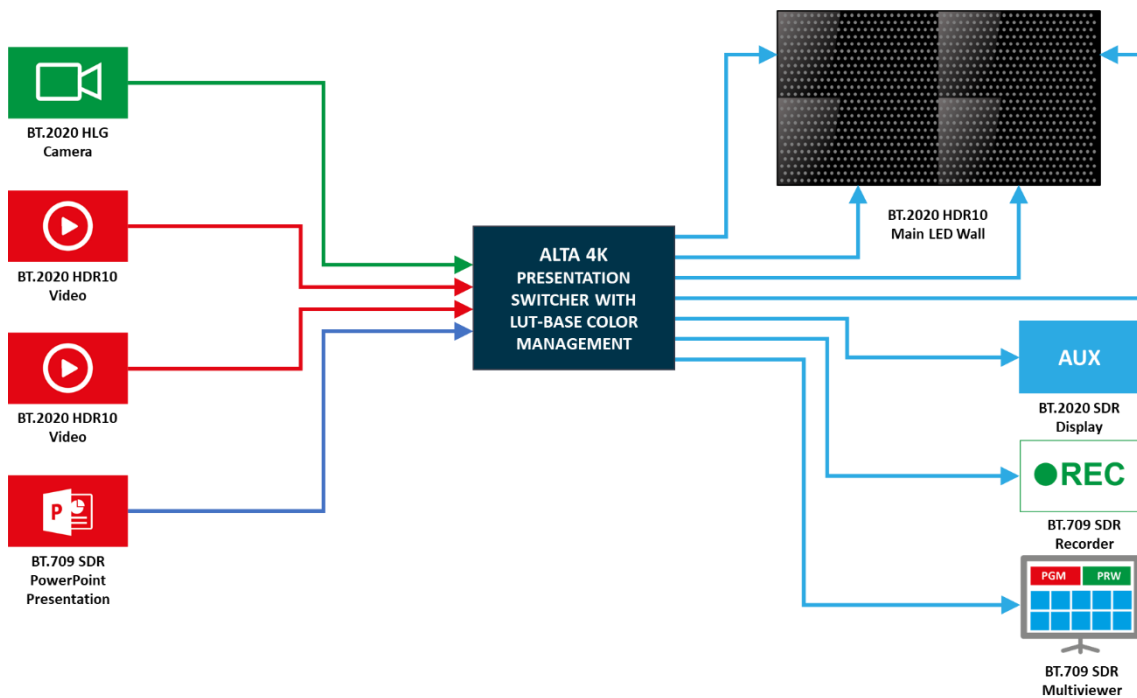 BT.2020 HLG
Camera
BT.2020 HDR10
Video
BT.2020 HDR10
Video
P
BT.709 SDR
PowerPoint
Presentation
ALTA 4K
PRESENTATION
SWITCHER WITH
LUT-BASE COLOR
MANAGEMENT
BT.2020 HDR10
Main LED Wall
AUX
BT.2020 SDR
Display
REC
BT.709 SDR
Recorder
PGM PRW
BT.709 SDR
Multiviewer